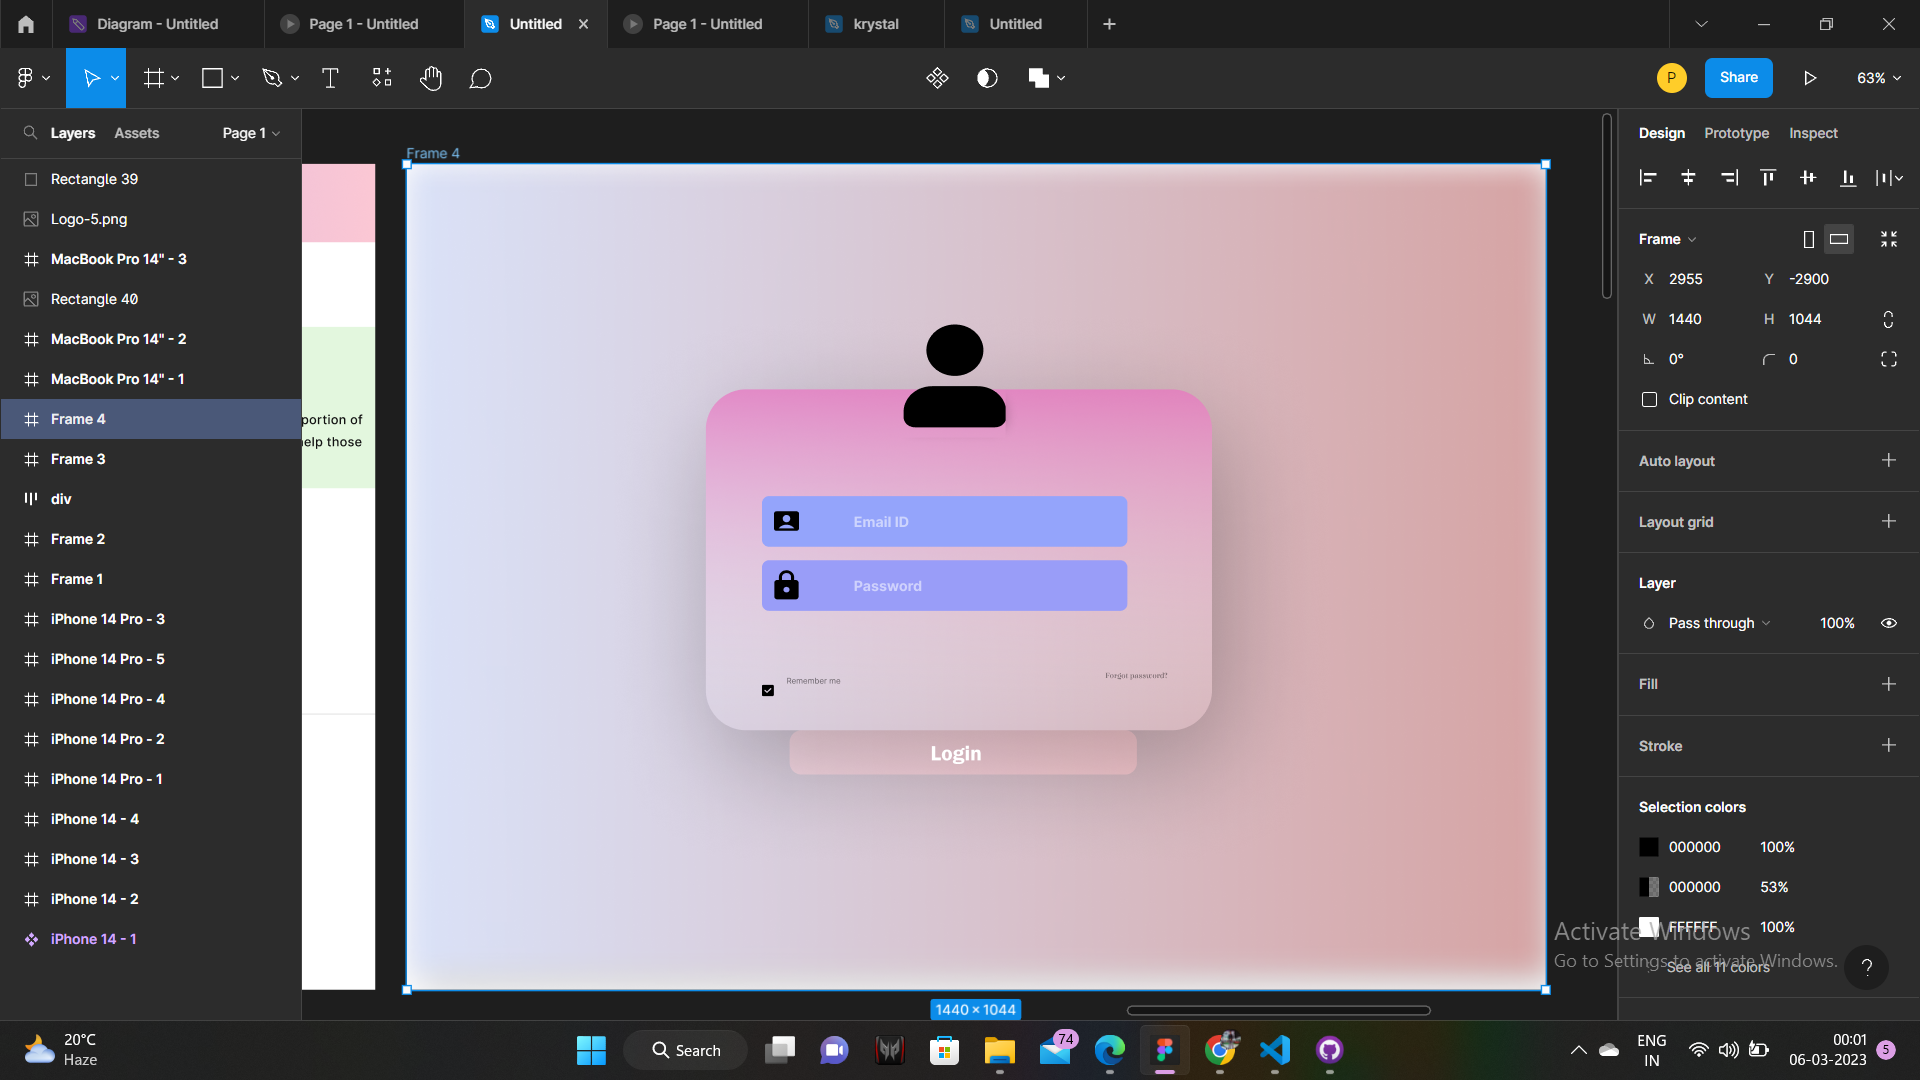 Diagram - Untitled
Page 1 - Untitled
Untitled
Page 1 - Untitled
krystal
Untitled
P
Share
63%
Layers
Assets
Page 1
Rectangle 39
Logo-5.png
MacBook Pro 14" - 3
Rectangle 40
MacBook Pro 14" - 2
MacBook Pro 14" - 1
Frame 4
Frame 3
div
Frame 2
Frame 1
iPhone 14 Pro - 3
iPhone 14 Pro - 5
iPhone 14 Pro - 4
iPhone 14 Pro - 2
iPhone 14 Pro - 1
iPhone 14 - 4
iPhone 14 - 3
iPhone 14 - 2
iPhone 14 - 1
portion of
elp those
Frame 4
Email ID
Password
Remember me
Forgot password?
Login
1440 × 1044
Design
Prototype
Inspect
Frame
X 2955
Y -2900
W 1440
H 1044
0°
0
Clip content
Auto layout
Layout grid
Layer
Pass through
100%
Fill
Stroke
Selection colors
000000 100%
000000 53%
FFFFFF 100%
See all 11 colors
Activate Windows
Go to Settings to activate Windows.
?
20°C
Haze
Search
74
ENG
IN
00:01
06-03-2023
5